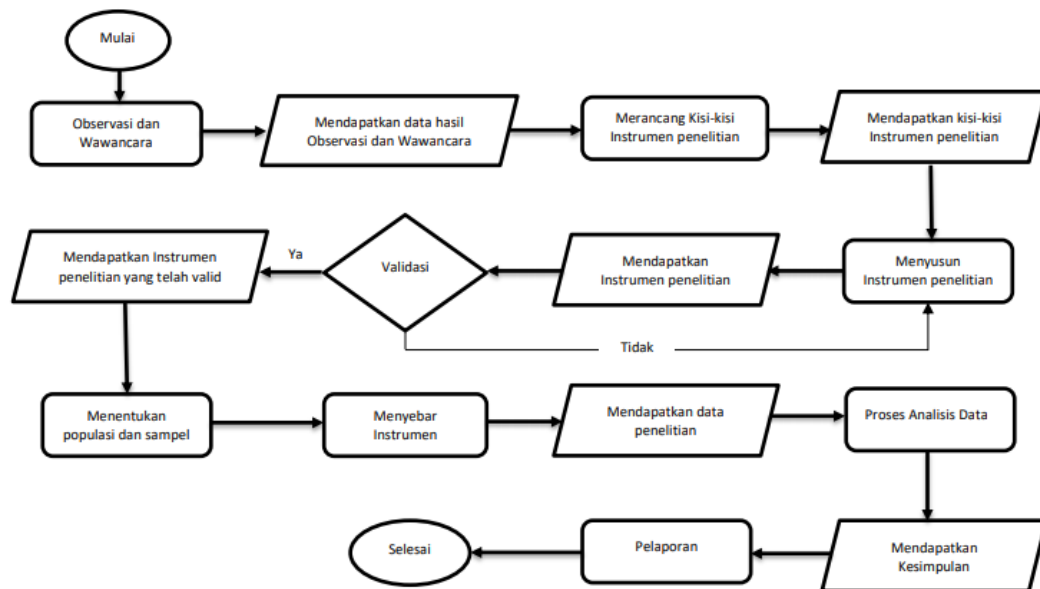 Mulai
Observasi dan
Wawancara
Mendapatkan data hasil
Observasi dan Wawancara
Merancang Kisi-kisi
Instrumen penelitian
Mendapatkan kisi-kisi
Instrumen penelitian
Menyusun
Instrumen penelitian
Mendapatkan
Instrumen penelitian
Validasi
Ya
Tidak
Mendapatkan Instrumen
penelitian yang telah valid
Menentukan
populasi dan sampel
Menyebar
Instrumen
Mendapatkan data
penelitian
Proses Analisis Data
Mendapatkan
Kesimpulan
Pelaporan
Selesai